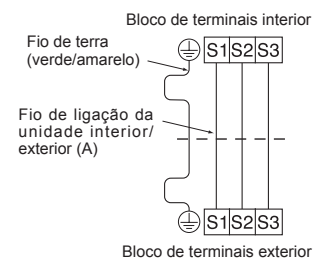 Bloco de terminais interior
Fio de terra
(verde/amarelo)
S1 S2 S3
Fio de ligação da
unidade interior/
exterior (A)
S1 S2 S3
Bloco de terminais exterior